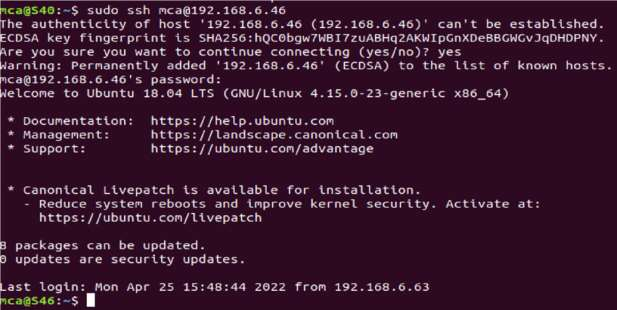 mca@S40:~$ sudo ssh mca@192.168.6.46
The authenticity of host '192.168.6.46 (192.168.6.46)' can't be established.
ECDSA key fingerprint is SHA256:hQC0bgw7WBI7zuABHq2AKWIpGnXDeBBGWGvJqDHDPNY.
Are you sure you want to continue connecting (yes/no)? yes
Warning: Permanently added '192.168.6.46' (ECDSA) to the list of known hosts.
mca@192.168.6.46's password:
Welcome to Ubuntu 18.04 LTS (GNU/Linux 4.15.0-23-generic x86_64)
* Documentation: https://help.ubuntu.com
* Management: https://landscape.canonical.com
* Support: https://ubuntu.com/advantage
* Canonical Livepatch is available for installation.
- Reduce system reboots and improve kernel security. Activate at:
https://ubuntu.com/livepatch
8 packages can be updated.
0 updates are security updates.
Last login: Mon Apr 25 15:48:44 2022 from 192.168.6.63
mca@S46:~$